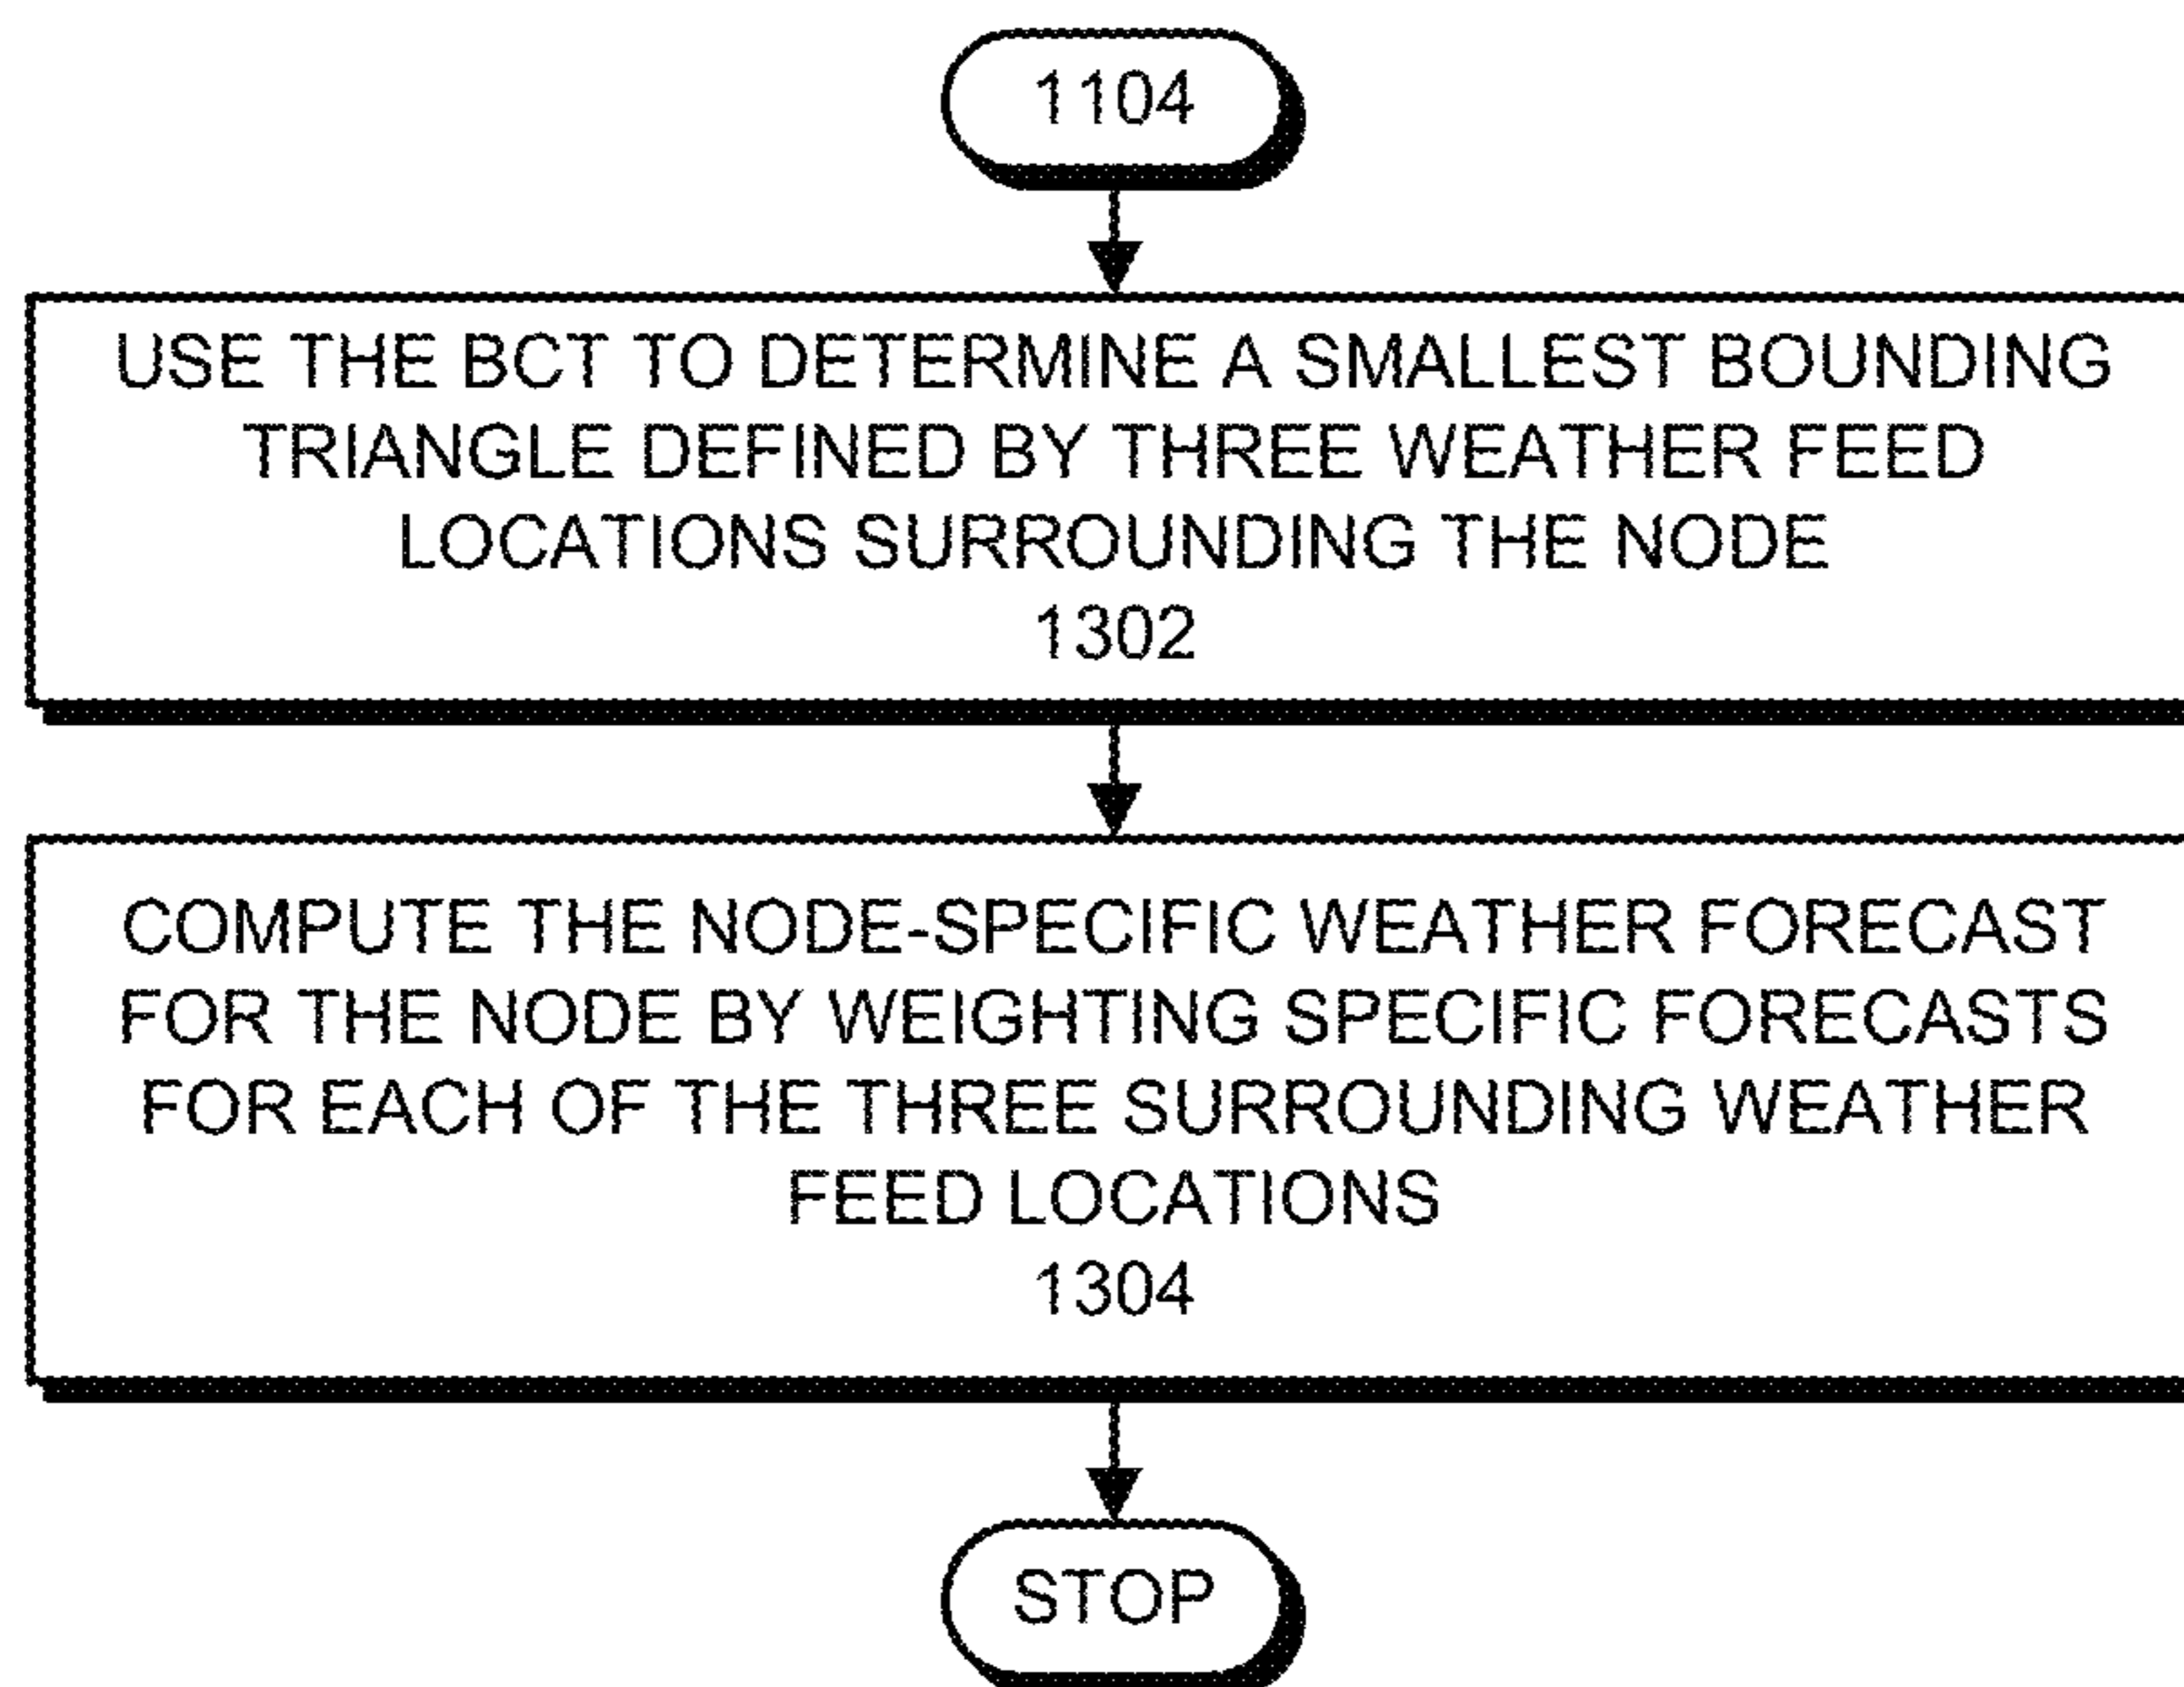 1104
USE THE BCT TO DETERMINE A SMALLEST BOUNDING
TRIANGLE DEFINED BY THREE WEATHER FEED
LOCATIONS SURROUNDING THE NODE
1302
COMPUTE THE NODE-SPECIFIC WEATHER FORECAST
FOR THE NODE BY WEIGHTING SPECIFIC FORECASTS
FOR EACH OF THE THREE SURROUNDING WEATHER
FEED LOCATIONS
1304
STOP